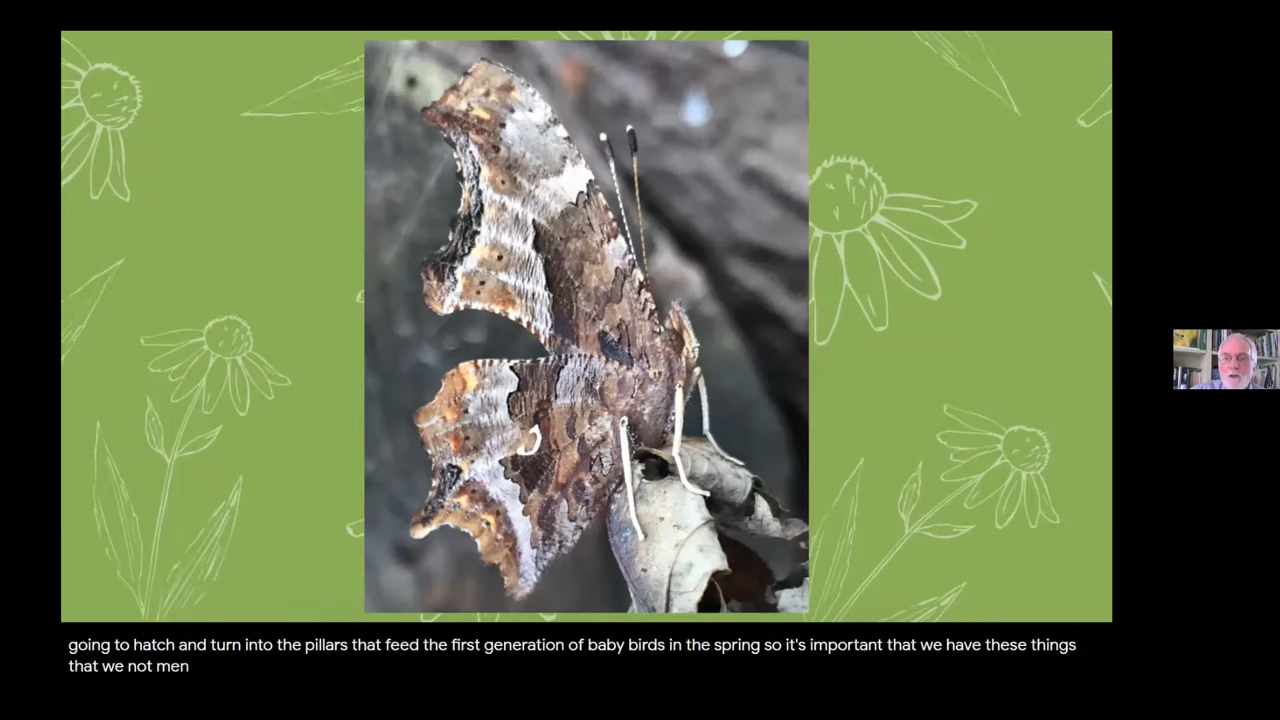 going to hatch and turn into the pillars that feed the first generation of baby birds in the spring so it's important that we have these things
that we not men